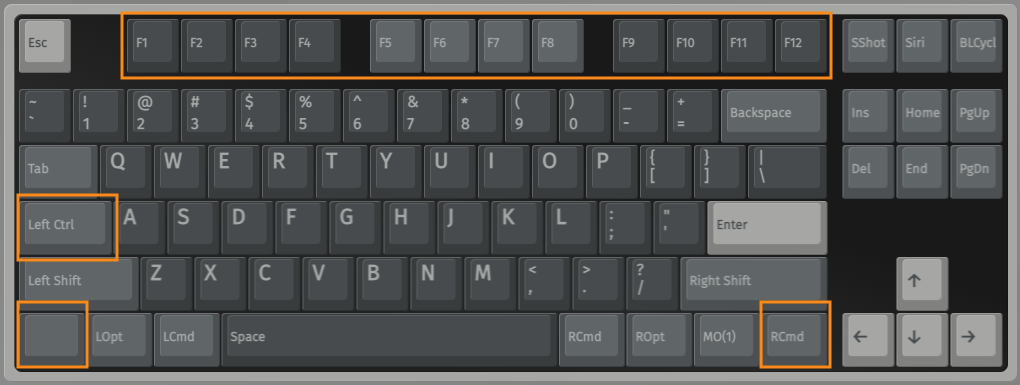 Esc F1 F2 F3 F4 F5 F6 F7 F8 F9 F10 F11 F12 SShot Siri BLCycl
~ ! @ # $ % ^ & * ( ) _ +
` 1 2 3 4 5 6 7 8 9 0 - = Backspace Ins Home PgUp
Tab Q W E R T Y U I O P { } |
[ ] \ Del End PgDn
Left Ctrl A S D F G H J K L : " Enter
; '
Left Shift Z X C V B N M < > ? Right Shift ↑
, . /
LOpt LCmd Space RCmd ROpt MO(1) RCmd ← ↓ →